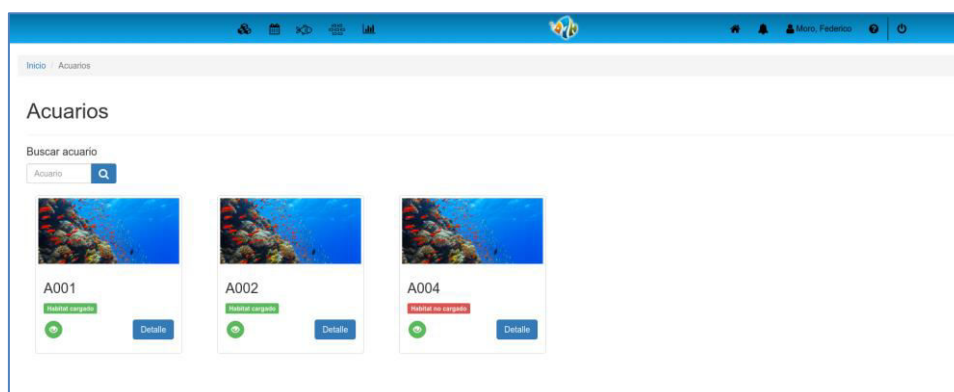 Moro, Federico
Inicio / Acuarios
Acuarios
Buscar acuario
Acuario
A001
Habitat cargado
Detalle
A002
Habitat cargado
Detalle
A004
Habitat no cargado
Detalle